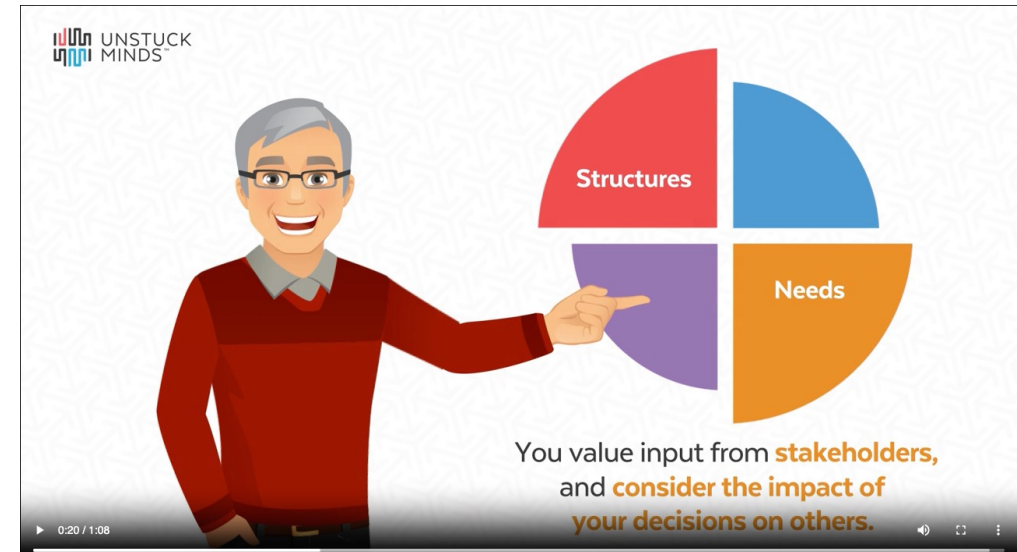 UNSTUCK
MINDS™
Structures
Needs
You value input from stakeholders,
and consider the impact of
your decisions on others.
0:20 / 1:08